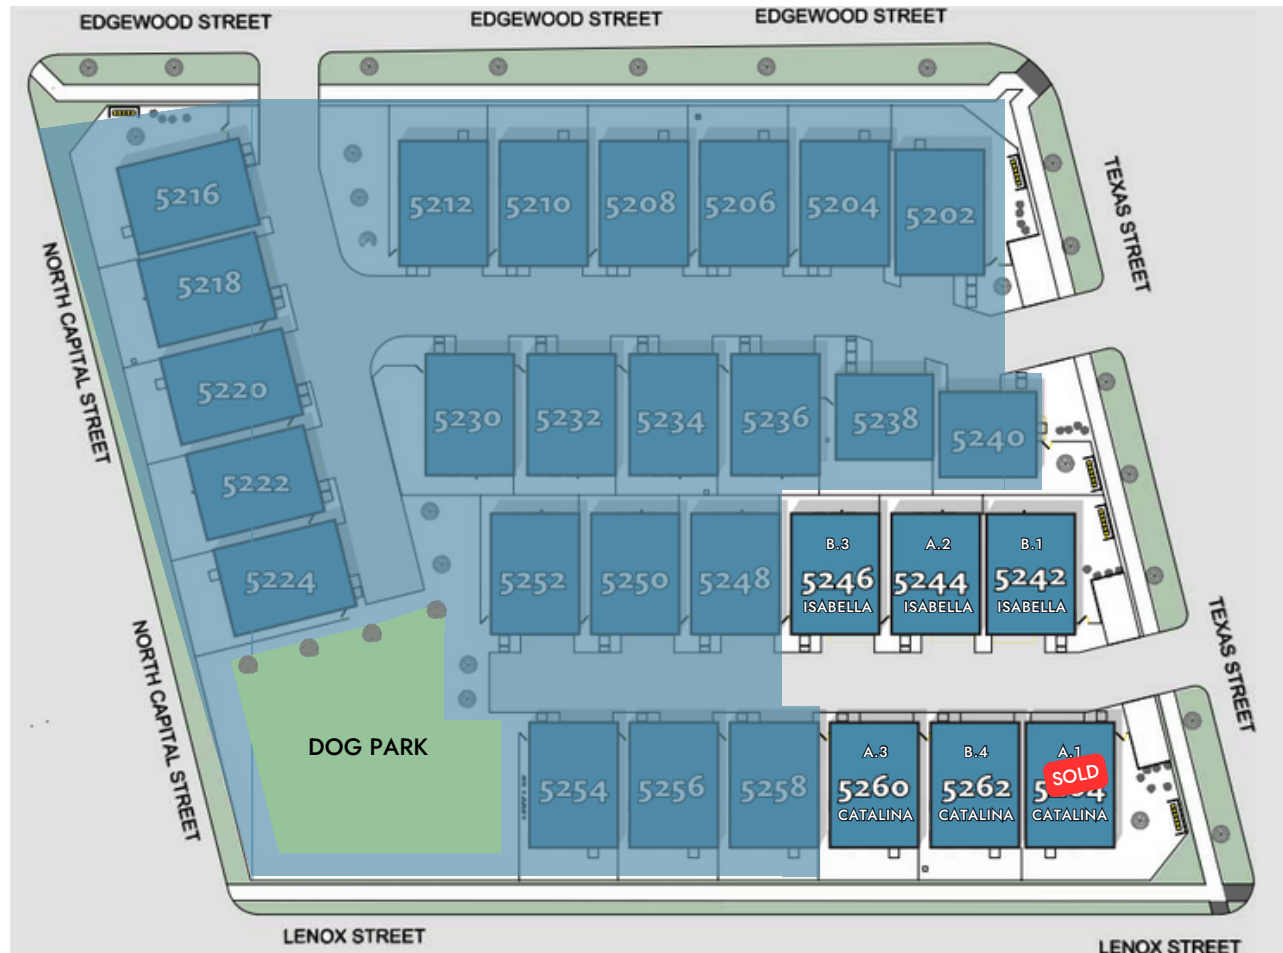 EDGEWOOD STREET
EDGEWOOD STREET
EDGEWOOD STREET
TEXAS STREET
NORTH CAPITAL STREET
5216
5212
5210
5208
5206
5204
5202
5218
5220
5230
5232
5234
5236
5238
5240
5222
5224
5252
5250
5248
B.3
5246
ISABELLA
A.2
5244
ISABELLA
B.1
5242
ISABELLA
NORTH CAPITAL STREET
TEXAS STREET
DOG PARK
5254
5256
5258
A.3
5260
CATALINA
B.4
5262
CATALINA
A.1
SOLD
CATALINA
LENOX STREET
LENOX STREET